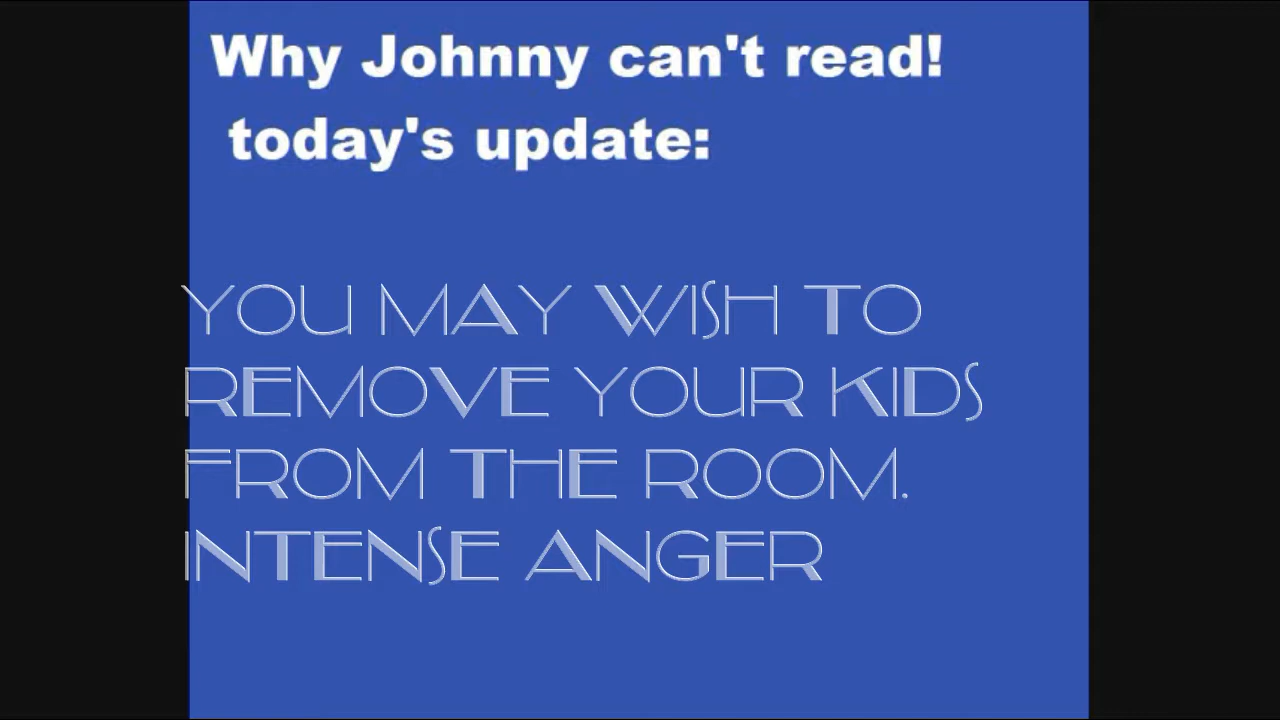 Why Johnny can't read!
today's update:
YOU MAY WISH TO
REMOVE YOUR KIDS
FROM THE ROOM.
INTENSE ANGER